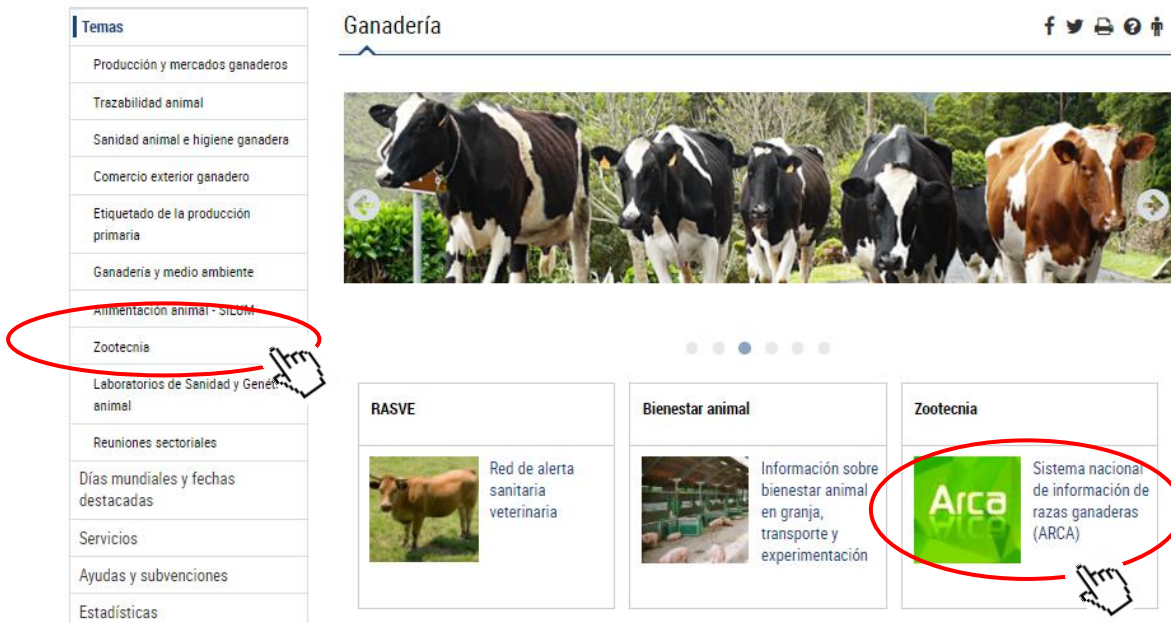 Temas
Producción y mercados ganaderos
Trazabilidad animal
Sanidad animal e higiene ganadera
Comercio exterior ganadero
Etiquetado de la producción
primaria
Ganadería y medio ambiente
Alimentación animal - SILUM
Zootecnia
Laboratorios de Sanidad y
animal
Reuniones sectoriales
Días mundiales y fechas
destacadas
Servicios
Ayudas y subvenciones
Estadísticas
Ganadería
RASVE
Red de alerta
sanitaria
veterinaria
Bienestar animal
Información sobre
bienestar animal
en granja,
transporte y
experimentación
Zootecnia
Arca
Sistema nacional
de información de
razas ganaderas
(ARCA)